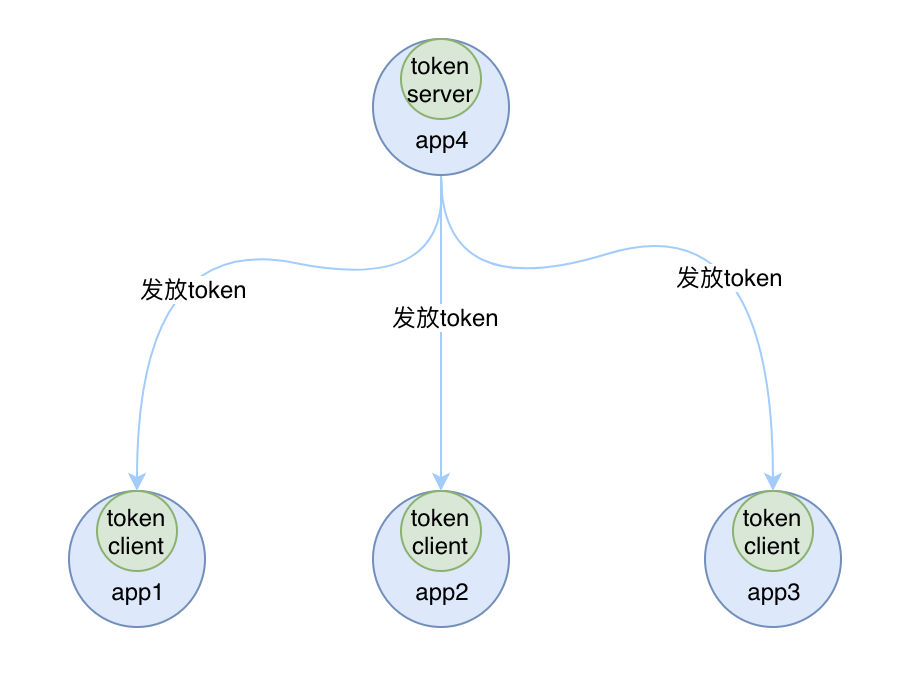 token
server
app4
发放token
发放token
发放token
token
client
app1
token
client
app2
token
client
app3